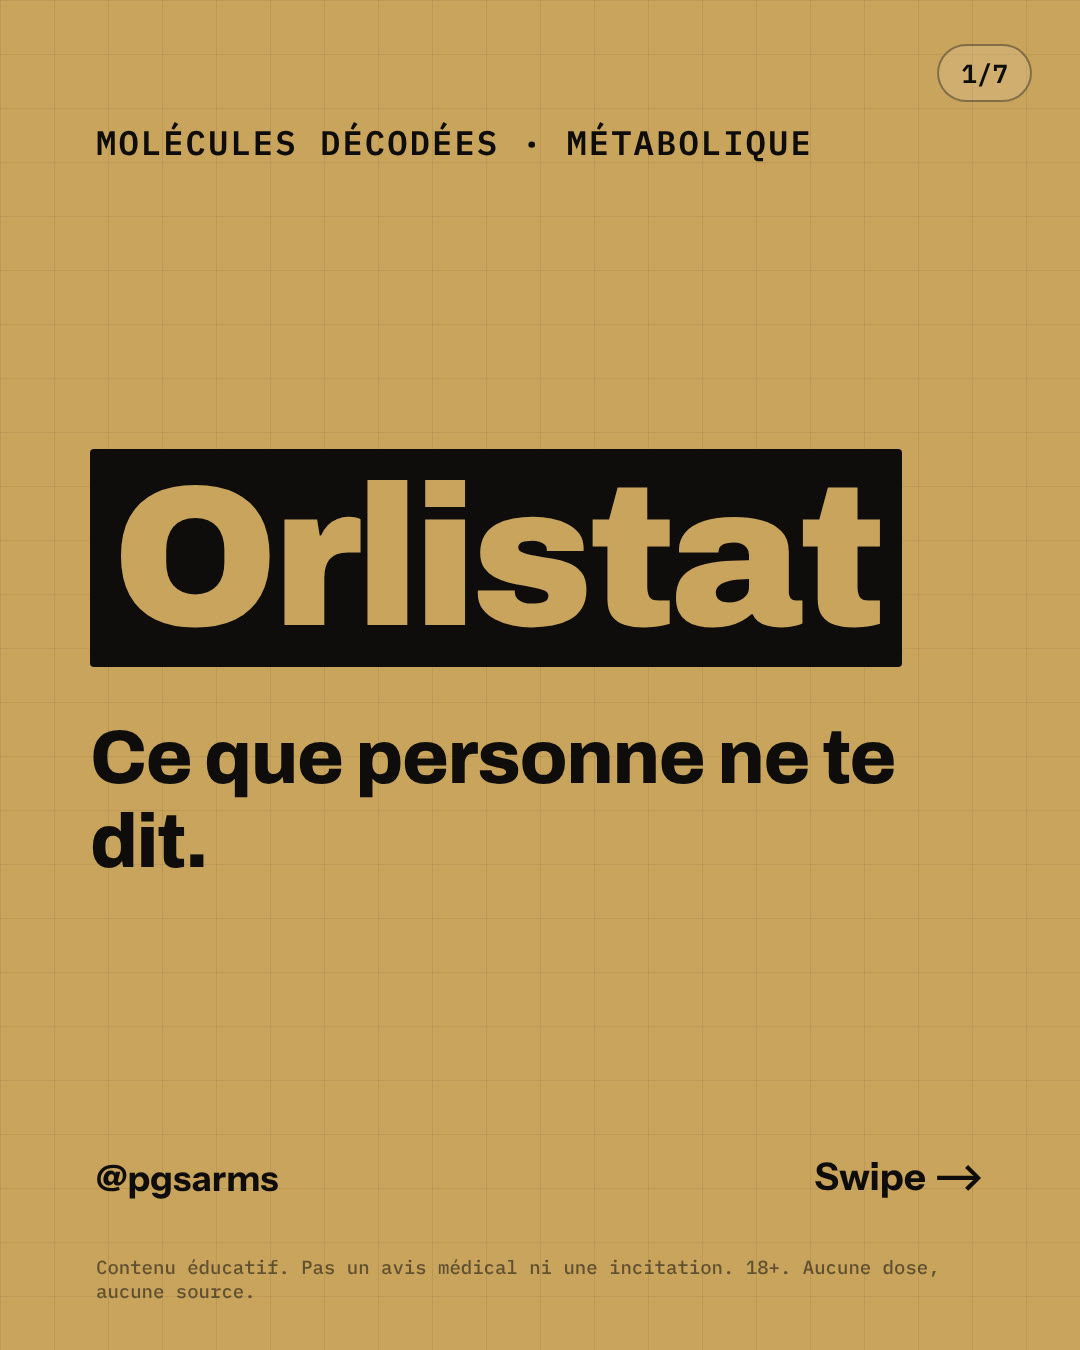 1/7
MOLÉCULES DÉCODÉES · MÉTABOLIQUE
Orlistat
Ce que personne ne te
dit.
@pgsarms
Swipe →
Contenu éducatif. Pas un avis médical ni une incitation. 18+. Aucune dose,
aucune source.